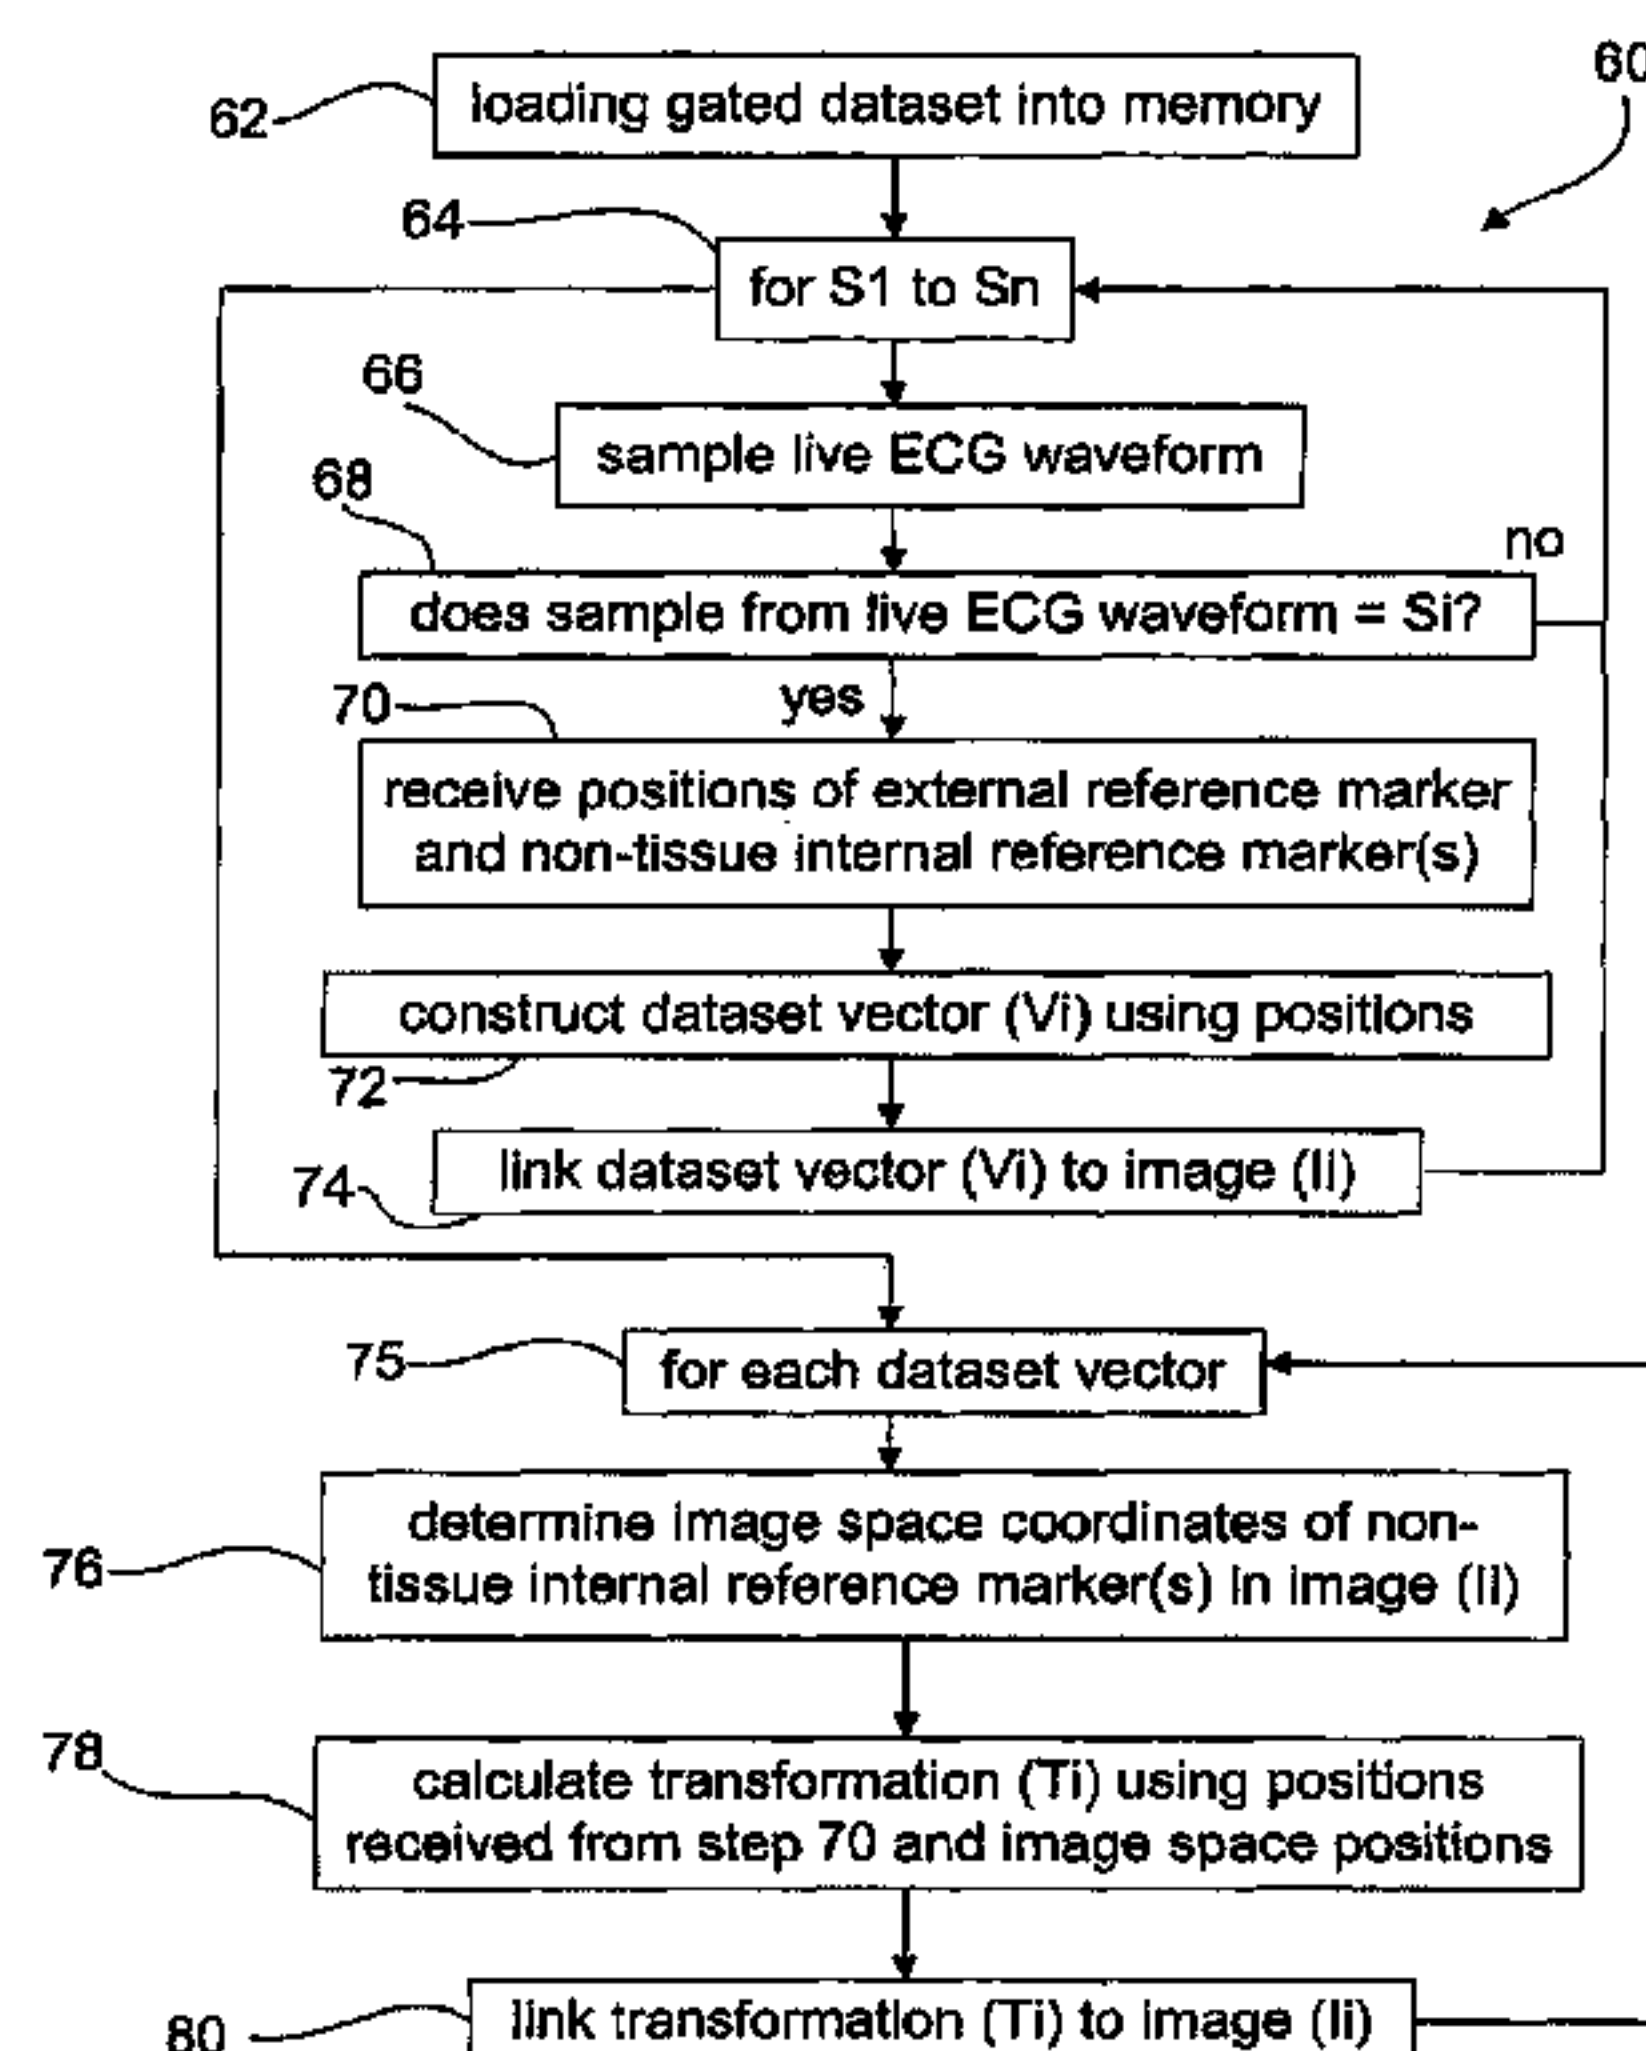 60
62
loading gated dataset into memory
64
for S1 to Sn
66
sample live ECG waveform
68
no
does sample from live ECG waveform = Si?
yes
70
receive positions of external reference marker
and non-tissue internal reference marker(s)
construct dataset vector (Vi) using positions
72
link dataset vector (Vi) to image (Ii)
74
75
for each dataset vector
determine image space coordinates of non-
tissue internal reference marker(s) in image (Ii)
76
78
calculate transformation (Ti) using positions
received from step 70 and image space positions
link transformation (Ti) to image (Ii)
80